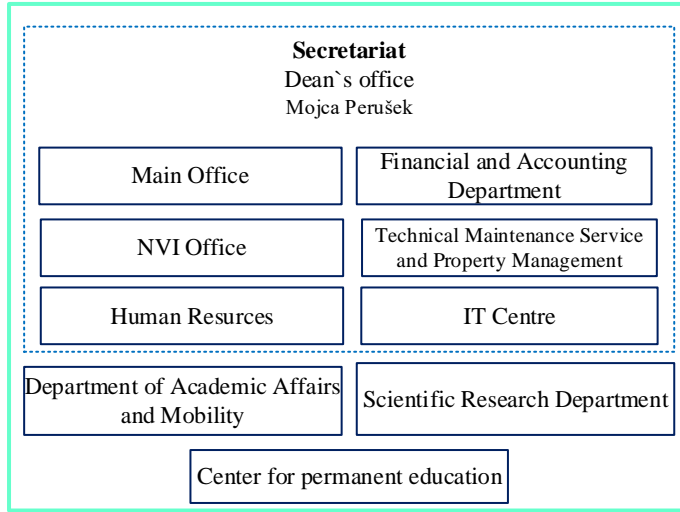 Secretariat
Dean`s office
Mojca Perušek
Main Office
Financial and Accounting
Department
NVI Office
Technical Maintenance Service
and Property Management
Human Resurces
IT Centre
Department of Academic Affairs
and Mobility
Scientific Research Department
Center for permanent education